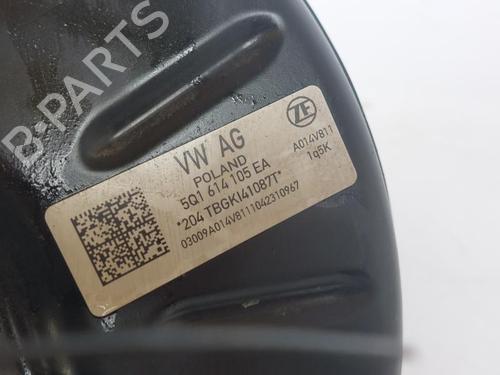 B-PARTS
VW AG
POLAND
5Q1 614 105 EA
*204 TBGKI41087T*
03009A014V8111042310967
ZF
A014V811
1q5K